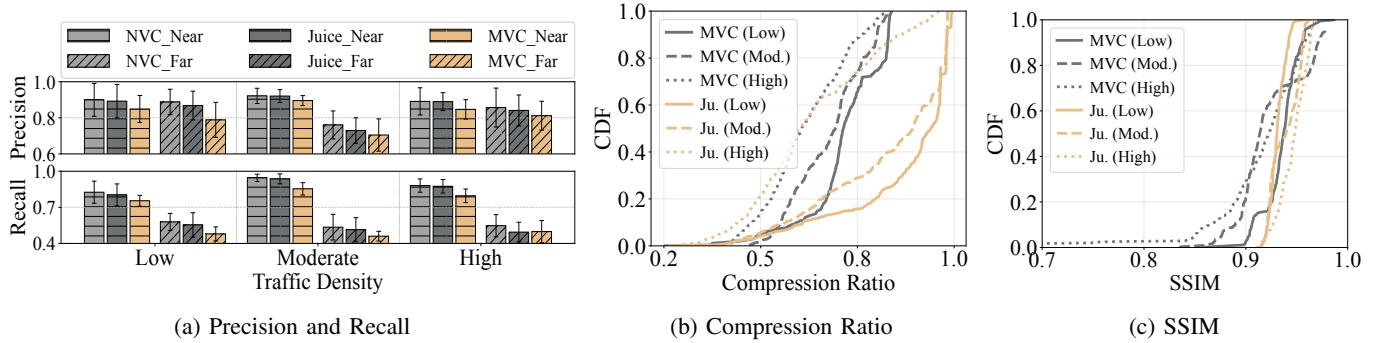 NVC_Near Juice_Near MVC_Near
NVC_Far Juice_Far MVC_Far
Precision
1.0
0.8
0.6
Recall
1.0
0.7
0.4
Low Moderate High
Traffic Density
(a) Precision and Recall
CDF
1.0
0.8
0.6
0.4
0.2
0.0
MVC (Low)
MVC (Mod.)
MVC (High)
Ju. (Low)
Ju. (Mod.)
Ju. (High)
0.2 0.5 0.8 1.0
Compression Ratio
(b) Compression Ratio
CDF
1.0
0.8
0.6
0.4
0.2
0.0
MVC (Low)
MVC (Mod.)
MVC (High)
Ju. (Low)
Ju. (Mod.)
Ju. (High)
0.7 0.9 1.0
SSIM
(c) SSIM